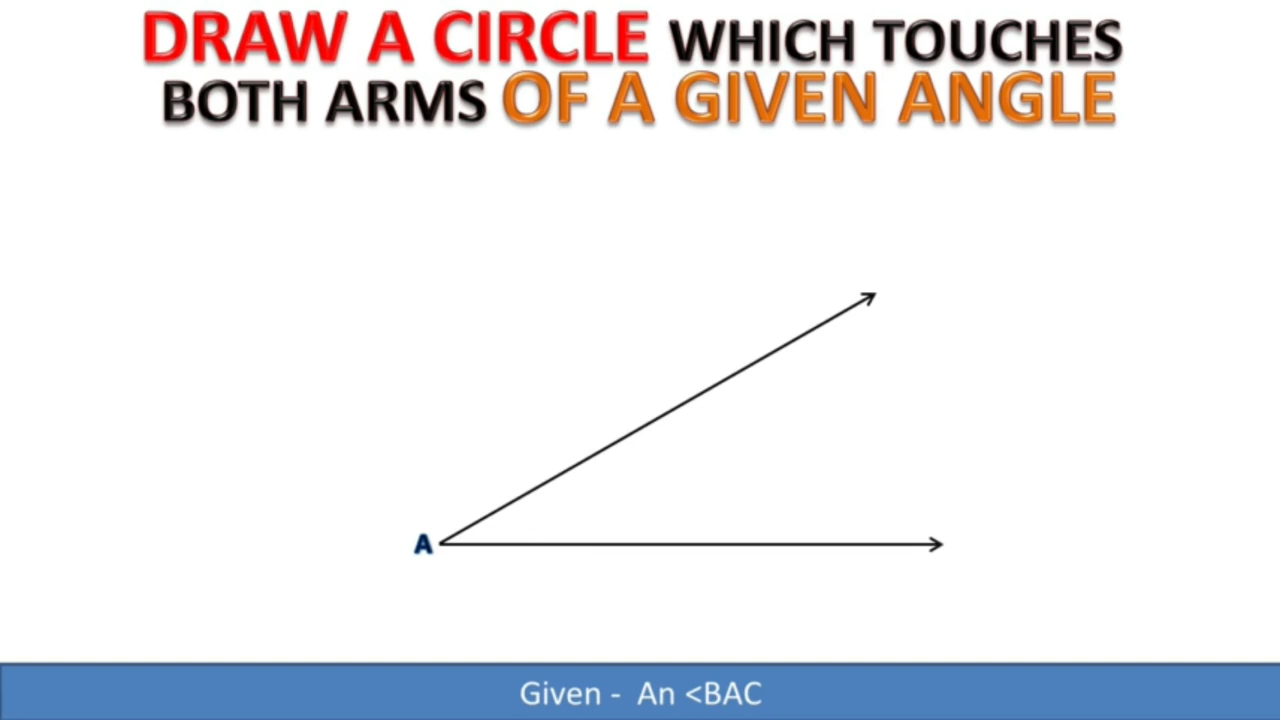 DRAW A CIRCLE WHICH TOUCHES
BOTH ARMS OF A GIVEN ANGLE
A
Given - An <BAC